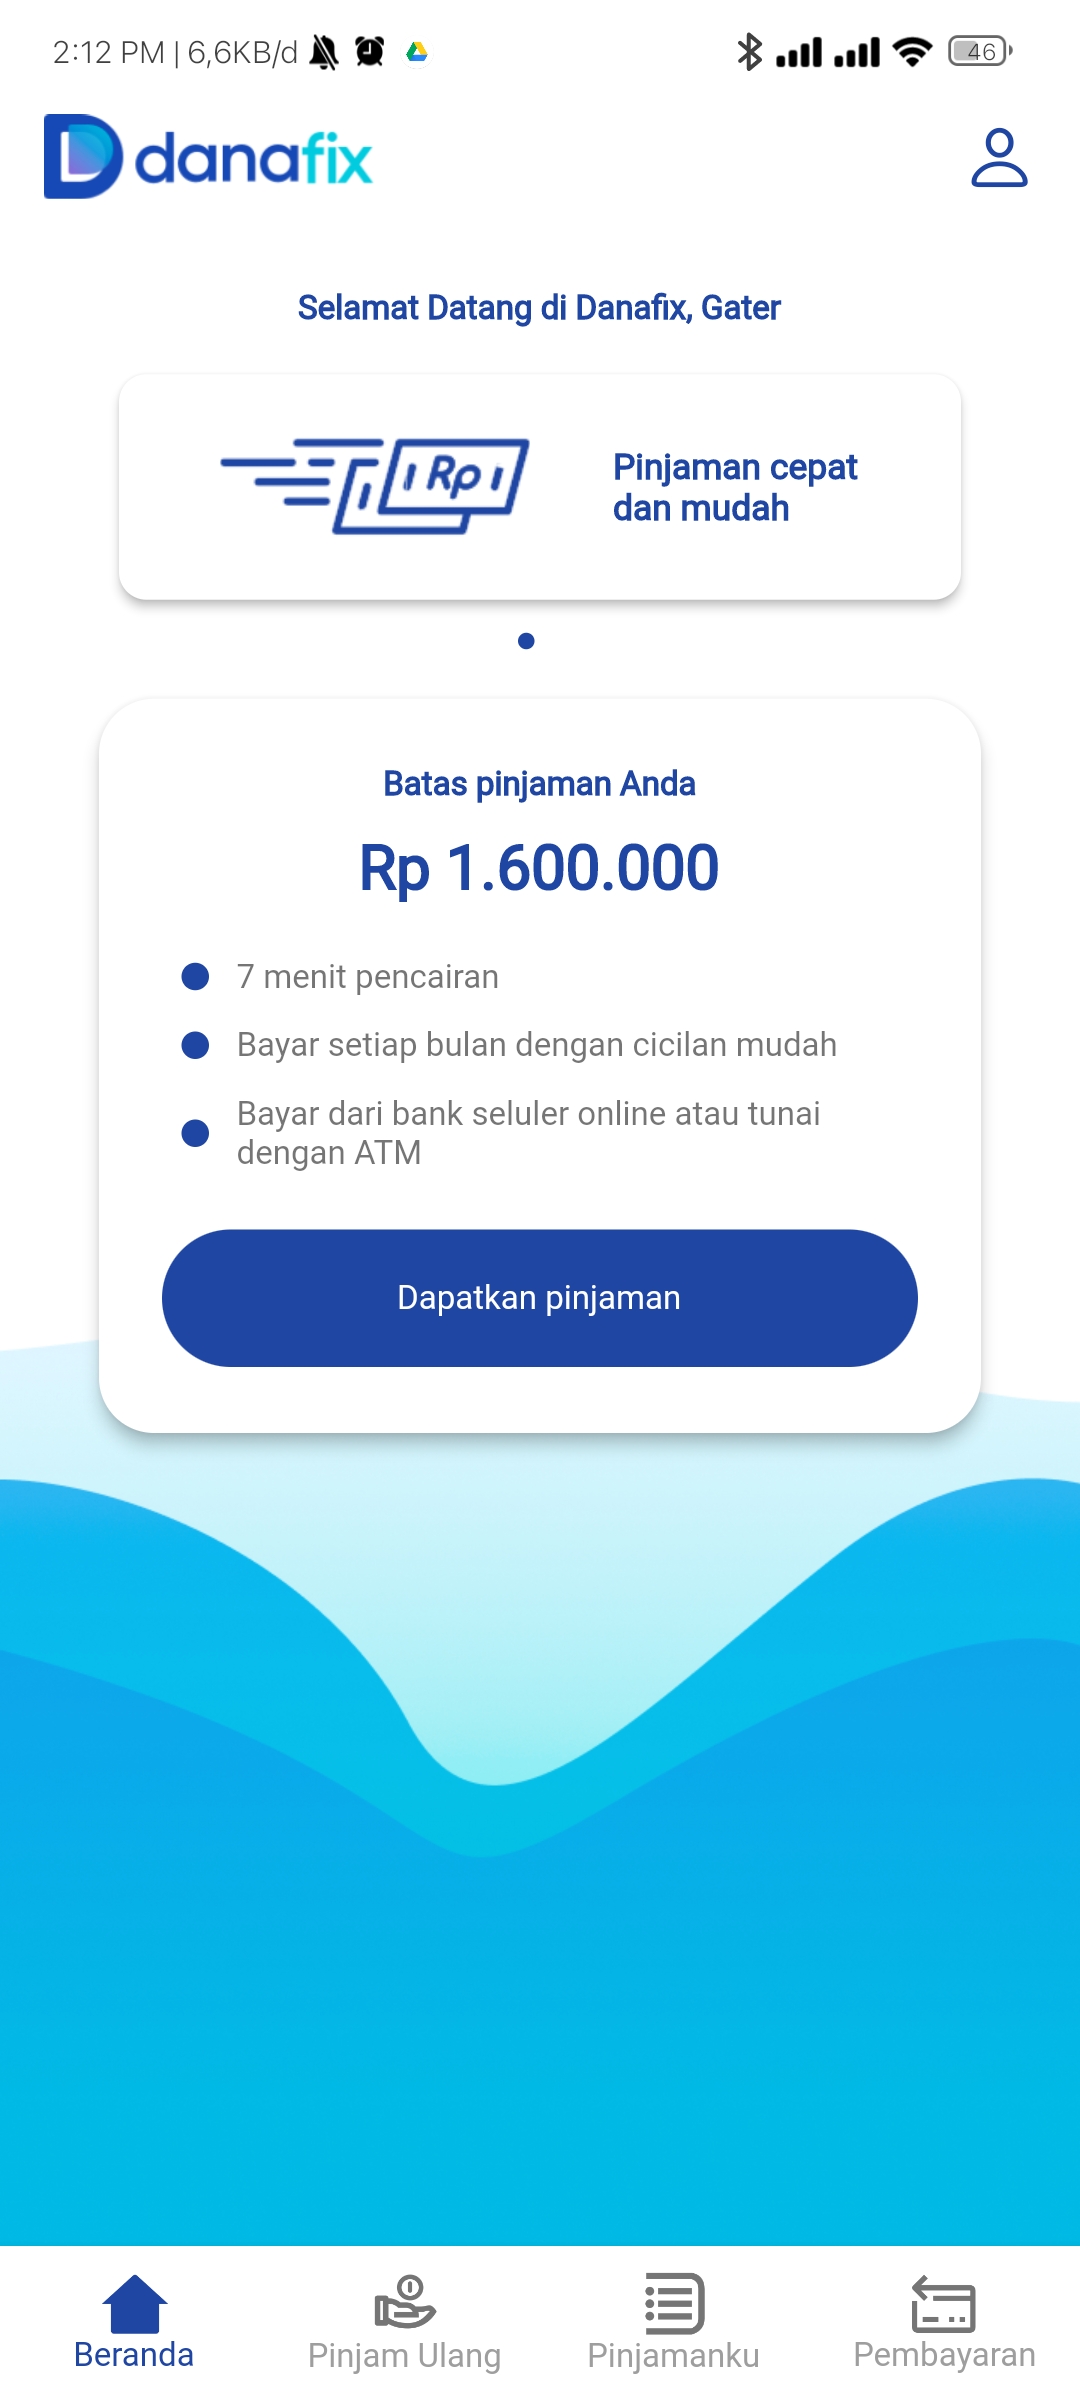 2:12 PM | 6,6KB/d
46
danafix
Selamat Datang di Danafix, Gater
Rp
Pinjaman cepat
dan mudah
Batas pinjaman Anda
Rp 1.600.000
7 menit pencairan
Bayar setiap bulan dengan cicilan mudah
Bayar dari bank seluler online atau tunai
dengan ATM
Dapatkan pinjaman
Beranda
Pinjam Ulang
Pinjamanku
Pembayaran